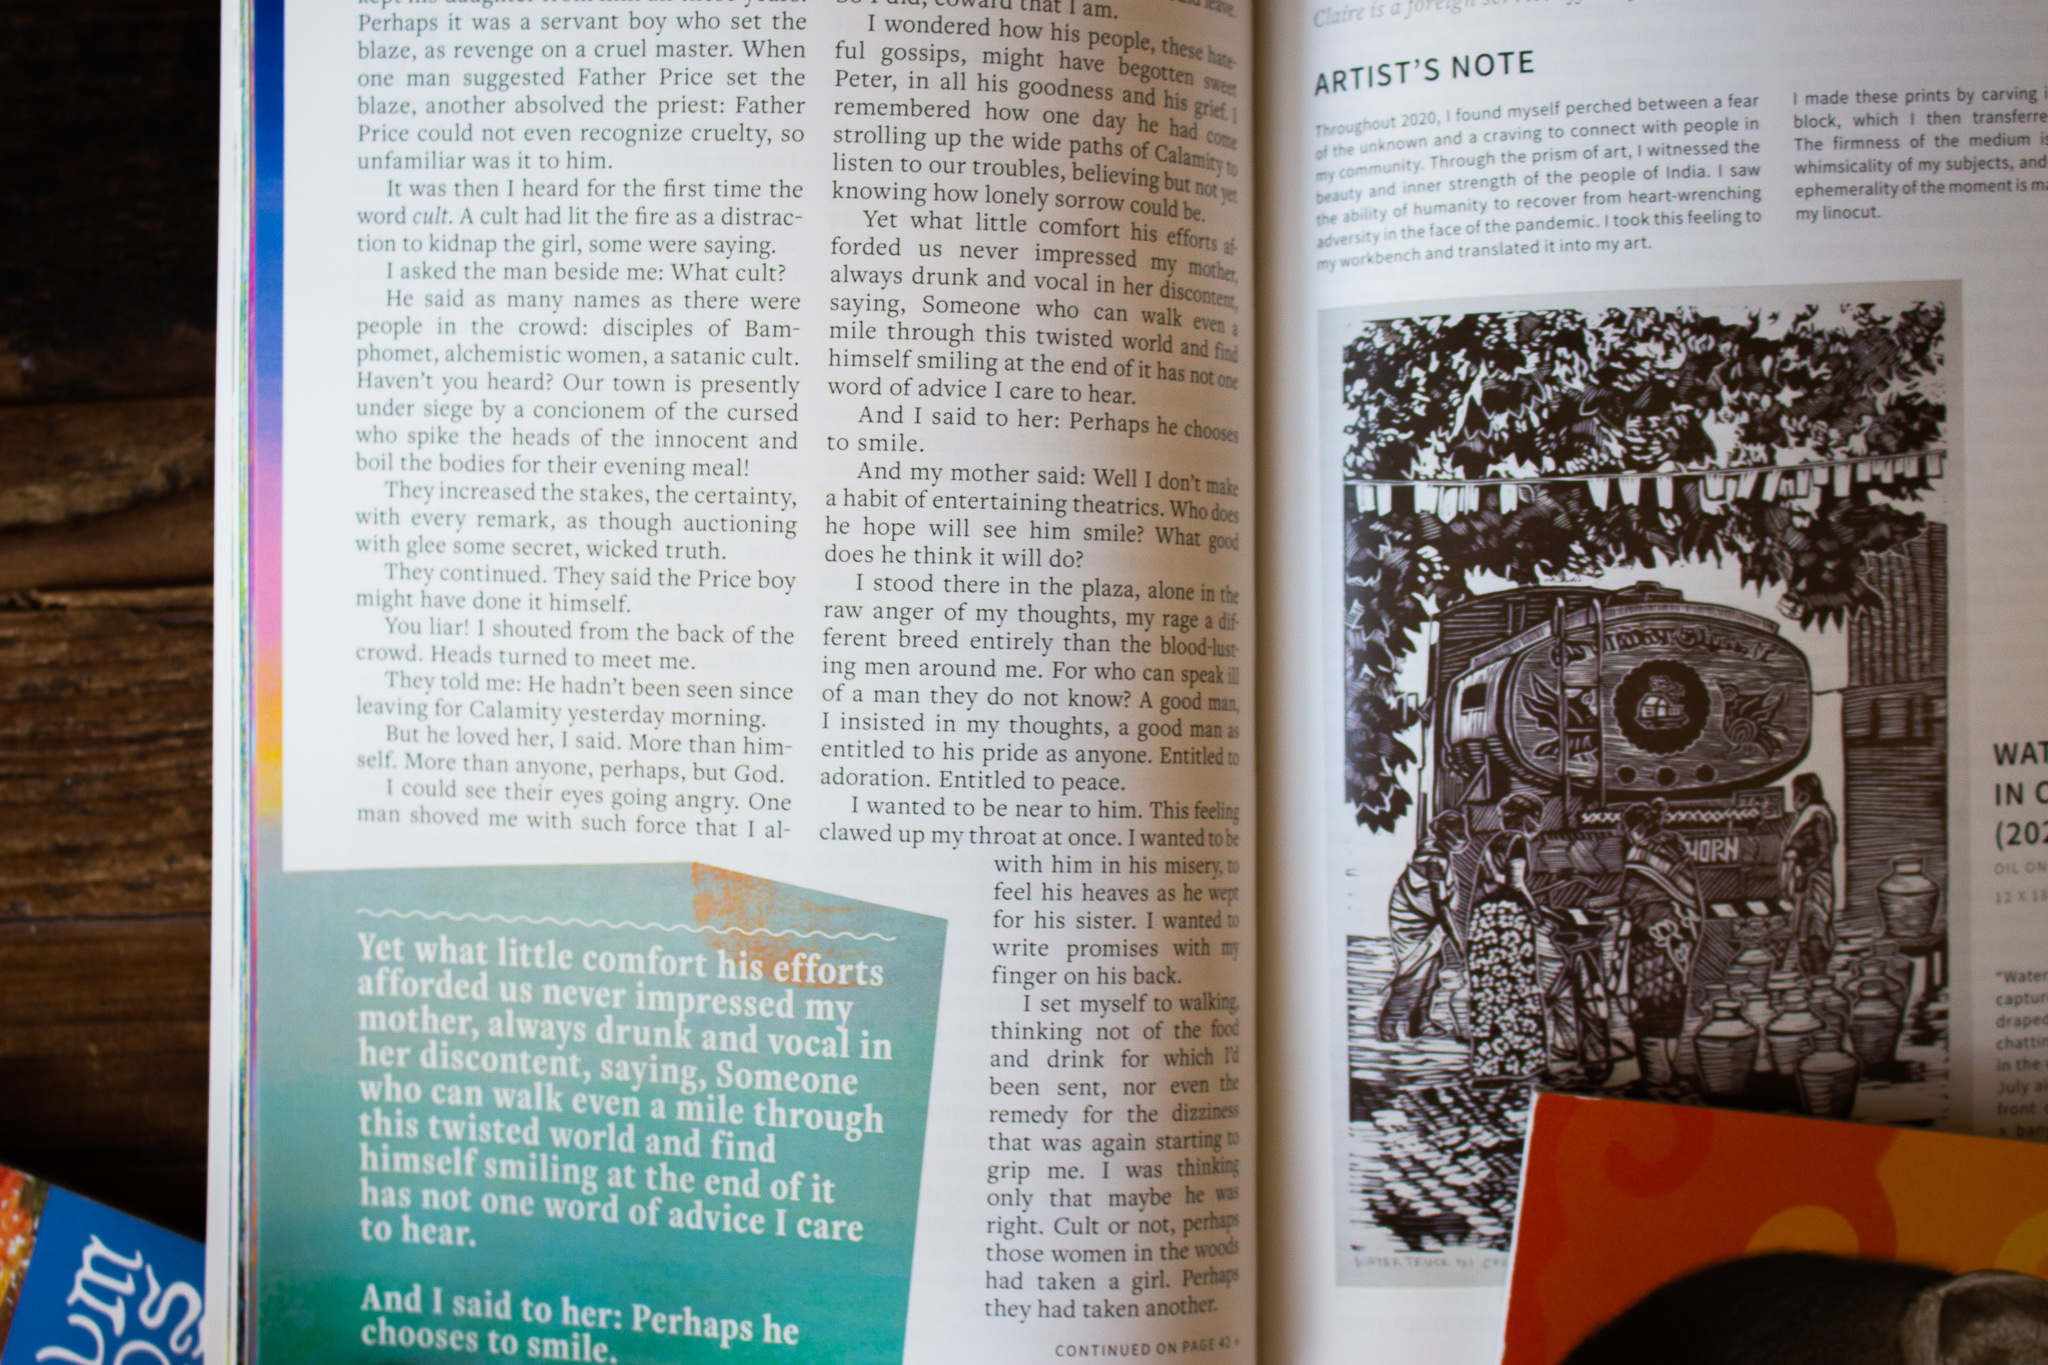 kept his daughter from him all these years.
Perhaps it was a servant boy who set the
blaze, as revenge on a cruel master. When
one man suggested Father Price set the
blaze, another absolved the priest: Father
Price could not even recognize cruelty, so
unfamiliar was it to him.
It was then I heard for the first time the
word cult. A cult had lit the fire as a distrac-
tion to kidnap the girl, some were saying.
I asked the man beside me: What cult?
He said as many names as there were
people in the crowd: disciples of Bam-
phomet, alchemistic women, a satanic cult.
Haven't you heard? Our town is presently
under siege by a concionem of the cursed
who spike the heads of the innocent and
boil the bodies for their evening meal!
They increased the stakes, the certainty,
with every remark, as though auctioning
with glee some secret, wicked truth.
They continued. They said the Price boy
might have done it himself.
You liar! I shouted from the back of the
crowd. Heads turned to meet me.
They told me: He hadn't been seen since
leaving for Calamity yesterday morning.
But he loved her, I said. More than him-
self. More than anyone, perhaps, but God.
I could see their eyes going angry. One
man shoved me with such force that I al-
leave.
so I did, coward that I am.
I wondered how his people, these hate-
ful gossips, might have begotten sweet
Peter, in all his goodness and his grief. I
remembered how one day he had come
strolling up the wide paths of Calamity to
listen to our troubles, believing but not yet
knowing how lonely sorrow could be.
Yet what little comfort his efforts af-
forded us never impressed my mother,
always drunk and vocal in her discontent,
saying, Someone who can walk even a
mile through this twisted world and find
himself smiling at the end of it has not one
word of advice I care to hear.
And I said to her: Perhaps he chooses
to smile.
And my mother said: Well I don't make
a habit of entertaining theatrics. Who does
he hope will see him smile? What good
does he think it will do?
I stood there in the plaza, alone in the
raw anger of my thoughts, my rage a dif-
ferent breed entirely than the blood-lust-
ing men around me. For who can speak ill
of a man they do not know? A good man,
I insisted in my thoughts, a good man as
entitled to his pride as anyone. Entitled to
adoration. Entitled to peace.
I wanted to be near to him. This feeling
clawed up my throat at once. I wanted to be
with him in his misery, to
feel his heaves as he wept
for his sister. I wanted to
write promises with my
finger on his back.
I set myself to walking,
thinking not of the food
and drink for which I'd
been sent, nor even the
remedy for the dizziness
that was again starting to
grip me. I was thinking
only that maybe he was
right. Cult or not, perhaps
those women in the woods
had taken a girl. Perhaps
they had taken another.
CONTINUED ON PAGE 42
Yet what little comfort his efforts
afforded us never impressed my
mother, always drunk and vocal in
her discontent, saying, Someone
who can walk even a mile through
this twisted world and find
himself smiling at the end of it
has not one word of advice I care
to hear.
And I said to her: Perhaps he
chooses to smile.
Claire is a foreign
ARTIST'S NOTE
Throughout 2020, I found myself perched between a fear
of the unknown and a craving to connect with people in
my community. Through the prism of art, I witnessed the
beauty and inner strength of the people of India. I saw
the ability of humanity to recover from heart-wrenching
adversity in the face of the pandemic. I took this feeling to
my workbench and translated it into my art.
I made these prints by carving
block, which I then transferre
The firmness of the medium is
whimsicality of my subjects, and
ephemerality of the moment is ma
my linocut.
HORN
WATER TRUCK IN
WAT
IN C
(202
OIL ON
12 X 18
"Water
captur
draped
chattin
in the
July a
front
a ban